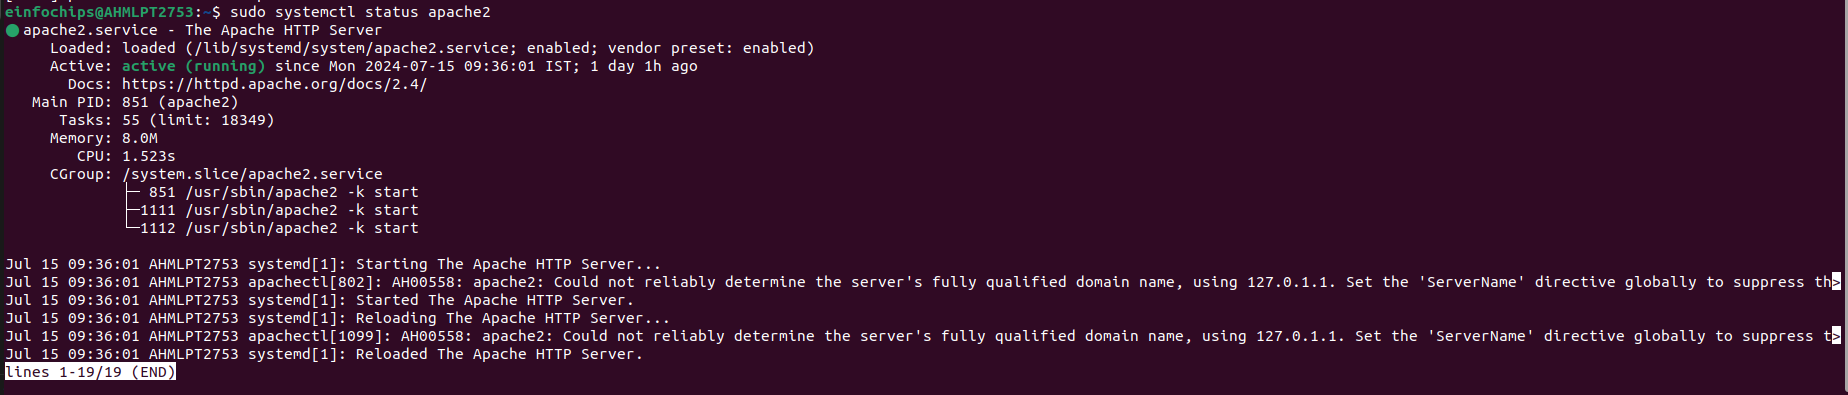 einfochips@AHMLPT2753:~$ sudo systemctl status apache2
● apache2.service - The Apache HTTP Server
     Loaded: loaded (/lib/systemd/system/apache2.service; enabled; vendor preset: enabled)
     Active: active (running) since Mon 2024-07-15 09:36:01 IST; 1 day 1h ago
       Docs: https://httpd.apache.org/docs/2.4/
   Main PID: 851 (apache2)
      Tasks: 55 (limit: 18349)
     Memory: 8.0M
        CPU: 1.523s
     CGroup: /system.slice/apache2.service
             ├─ 851 /usr/sbin/apache2 -k start
             ├─1111 /usr/sbin/apache2 -k start
             └─1112 /usr/sbin/apache2 -k start
Jul 15 09:36:01 AHMLPT2753 systemd[1]: Starting The Apache HTTP Server...
Jul 15 09:36:01 AHMLPT2753 apachectl[802]: AH00558: apache2: Could not reliably determine the server's fully qualified domain name, using 127.0.1.1. Set the 'ServerName' directive globally to suppress th>
Jul 15 09:36:01 AHMLPT2753 systemd[1]: Started The Apache HTTP Server.
Jul 15 09:36:01 AHMLPT2753 systemd[1]: Reloading The Apache HTTP Server...
Jul 15 09:36:01 AHMLPT2753 apachectl[1099]: AH00558: apache2: Could not reliably determine the server's fully qualified domain name, using 127.0.1.1. Set the 'ServerName' directive globally to suppress t>
Jul 15 09:36:01 AHMLPT2753 systemd[1]: Reloaded The Apache HTTP Server.
lines 1-19/19 (END)